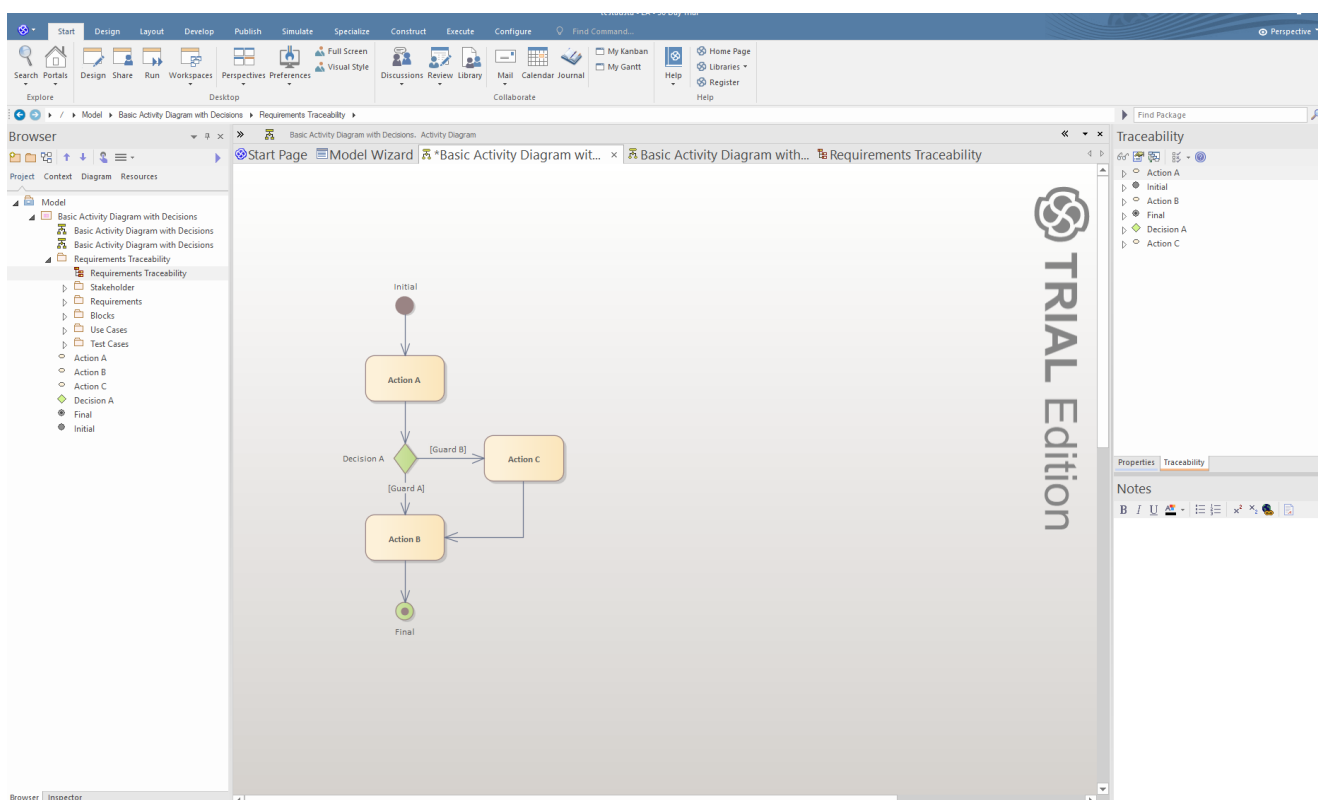 Start Design Layout Develop Publish Simulate Specialize Construct Execute Configure Find Command... Perspective
Search Portals Design Share Run Workspaces Perspectives Preferences Full Screen Visual Style Discussions Review Library Mail Calendar Journal My Kanban My Gantt Help Home Page Libraries Register
Explore Desktop Collaborate Help
/ Model Basic Activity Diagram with Decisions Requirements Traceability Find Package
Browser
Project Context Diagram Resources
Model
Basic Activity Diagram with Decisions
Basic Activity Diagram with Decisions
Basic Activity Diagram with Decisions
Requirements Traceability
Requirements Traceability
Stakeholder
Requirements
Blocks
Use Cases
Test Cases
Action A
Action B
Action C
Decision A
Final
Initial
Browser Inspector
Basic Activity Diagram with Decisions. Activity Diagram
Start Page Model Wizard *Basic Activity Diagram wit... × Basic Activity Diagram with... Requirements Traceability
Initial
Action A
Decision A [Guard B] Action C
[Guard A]
Action B
Final
TRIAL Edition
Traceability
Action A
Initial
Action B
Final
Decision A
Action C
Properties Traceability
Notes
B I U A x² x₂